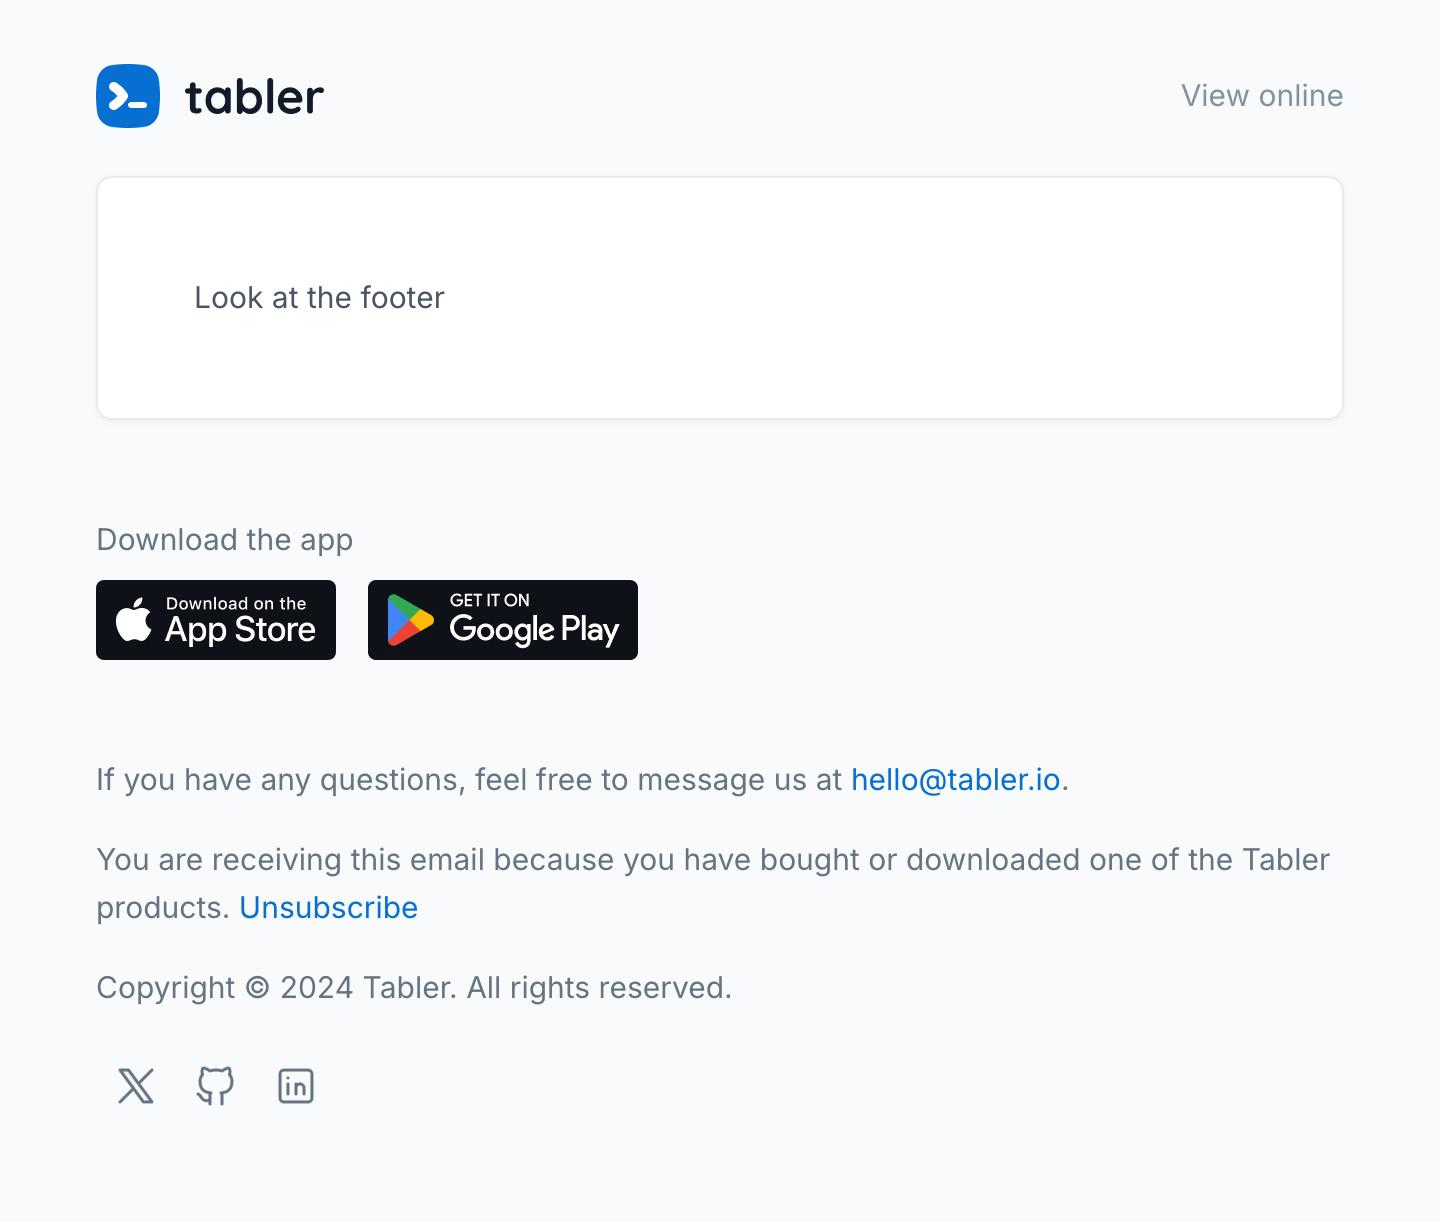 tabler
View online
Look at the footer
Download the app
Download on the
App Store
GET IT ON
Google Play
If you have any questions, feel free to message us at hello@tabler.io.
You are receiving this email because you have bought or downloaded one of the Tabler
products. Unsubscribe
Copyright © 2024 Tabler. All rights reserved.